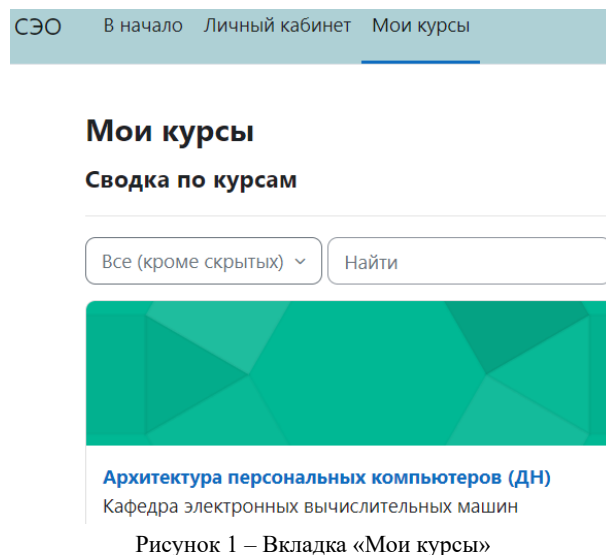 СЭО В начало Личный кабинет Мои курсы
Мои курсы
Сводка по курсам
Все (кроме скрытых) Найти
Архитектура персональных компьютеров (ДН)
Кафедра электронных вычислительных машин
Рисунок 1 – Вкладка «Мои курсы»